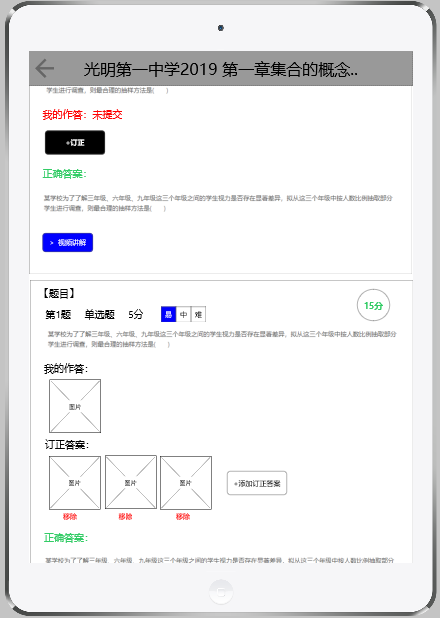 光明第一中学2019 第一章集合的概念..
学生进行调查，则最合理的抽样方法是(      )
我的作答：未提交
+订正
正确答案：
某学校为了了解三年级、六年级、九年级这三个年级之间的学生视力是否存在显著差异，拟从这三个年级中按人数比例抽取部分
学生进行调查，则最合理的抽样方法是(      )
> 视频讲解
【题目】
第1题 单选题 5分 易 中 难 15分
某学校为了了解三年级、六年级、九年级这三个年级之间的学生视力是否存在显著差异，拟从这三个年级中按人数比例抽取部分
学生进行调查，则最合理的抽样方法是(      )
我的作答：
图片
订正答案：
图片 图片 图片 +添加订正答案
移除 移除 移除
正确答案：
某学校为了了解三年级、六年级、九年级这三个年级之间的学生视力是否存在显著差异，拟从这三个年级中按人数比例抽取部分